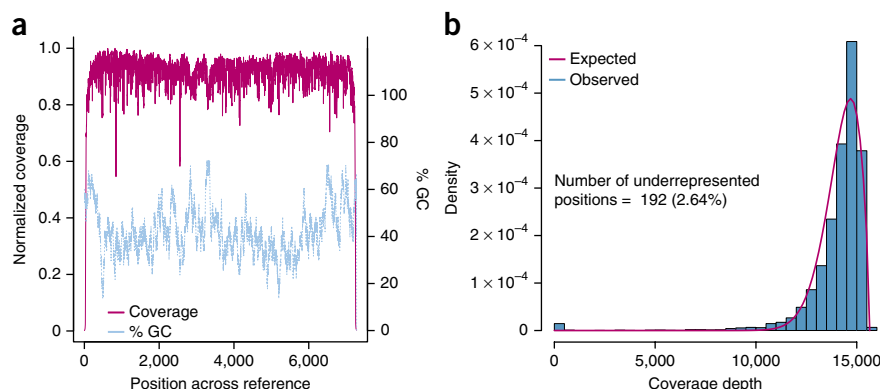 a
Normalized coverage
1.0
0.8
0.6
0.4
0.2
0
100
80
60
40
20
0
% GC
Coverage
% GC
0
2,000
4,000
6,000
Position across reference
b
Density
6 × 10⁻⁴
5 × 10⁻⁴
4 × 10⁻⁴
3 × 10⁻⁴
2 × 10⁻⁴
1 × 10⁻⁴
0
Expected
Observed
Number of underrepresented
positions = 192 (2.64%)
0
5,000
10,000
15,000
Coverage depth